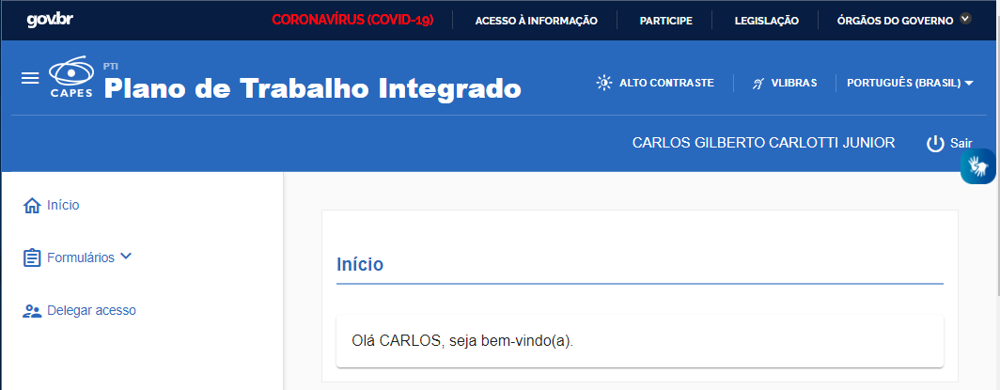 gov.br CORONAVÍRUS (COVID-19) ACESSO À INFORMAÇÃO PARTICIPE LEGISLAÇÃO ÓRGÃOS DO GOVERNO
CAPES
PTI
Plano de Trabalho Integrado
ALTO CONTRASTE VLIBRAS PORTUGUÊS (BRASIL)
CARLOS GILBERTO CARLOTTI JUNIOR Sair
Início
Formulários
Delegar acesso
Início
Olá CARLOS, seja bem-vindo(a).